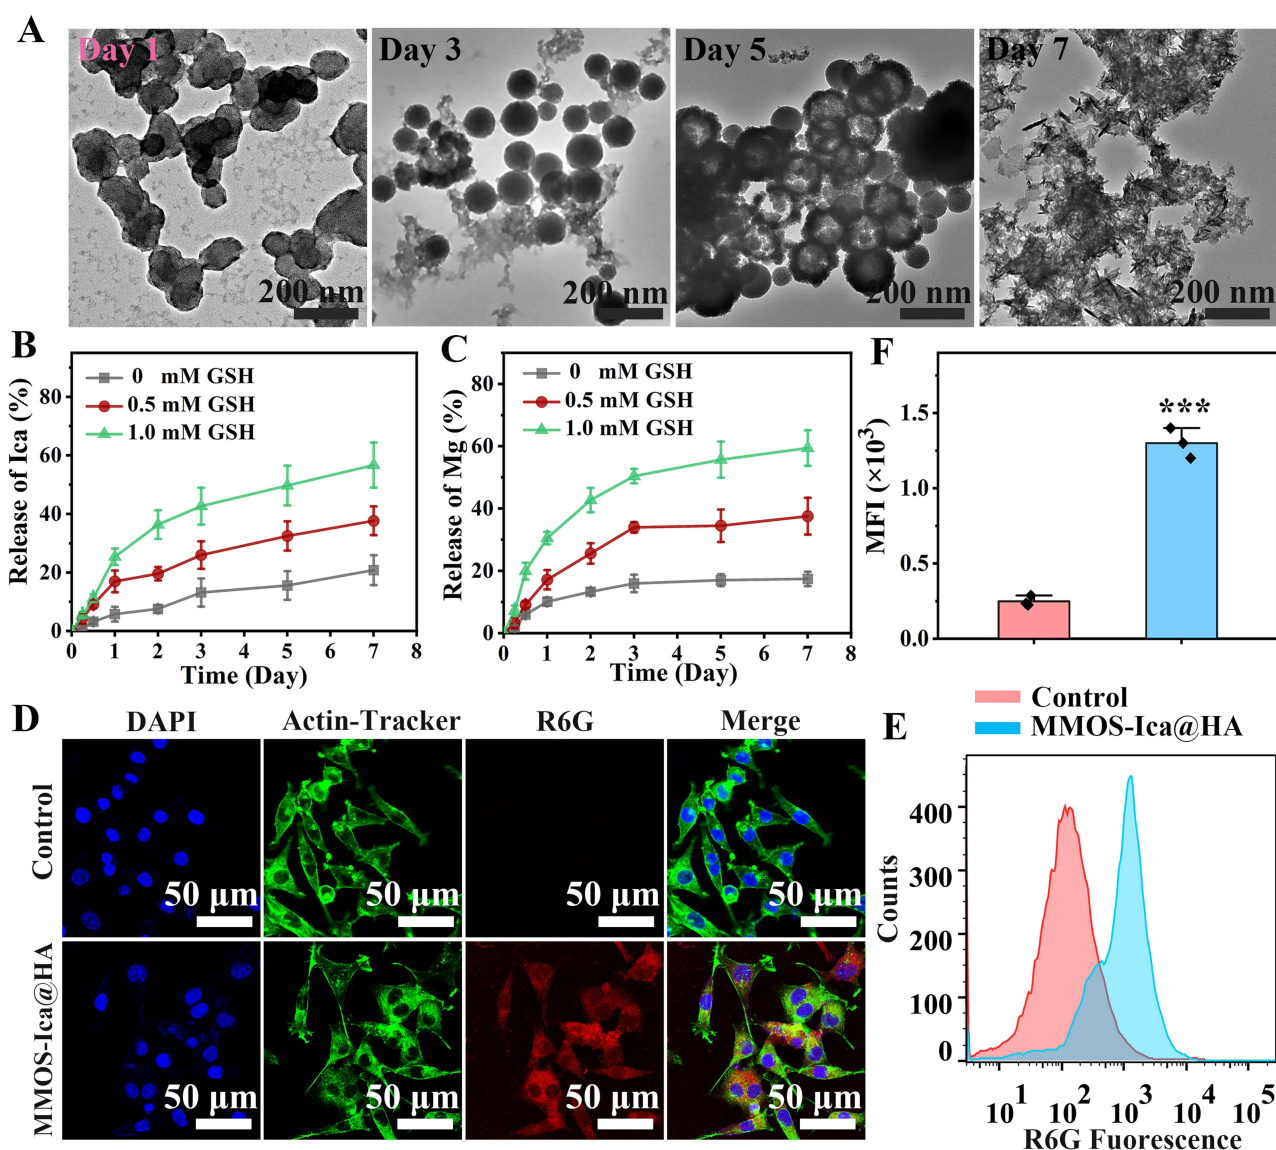 A
Day 1
Day 3
Day 5
Day 7
200 nm
200 nm
200 nm
200 nm
B
0 mM GSH
0.5 mM GSH
1.0 mM GSH
Release of Ica (%)
80
60
40
20
0
0 1 2 3 4 5 6 7 8
Time (Day)
C
0 mM GSH
0.5 mM GSH
1.0 mM GSH
Release of Mg (%)
80
60
40
20
0
0 1 2 3 4 5 6 7 8
Time (Day)
F
***
MFI (×10³)
1.5
1.0
0.5
0.0
Control
MMOS-Ica@HA
D
DAPI
Actin-Tracker
R6G
Merge
Control
50 µm
50 µm
50 µm
50 µm
MMOS-Ica@HA
50 µm
50 µm
50 µm
50 µm
E
Counts
400
300
200
100
0
10¹ 10² 10³ 10⁴ 10⁵
R6G Fuorescence